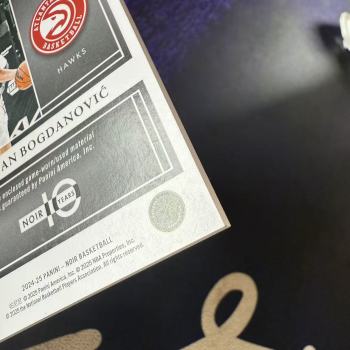 ATLANTA
HAWKS
BASKETBALL
HAWKS
AN BOGDANOVIĆ
enclosed game-worn/used material
guaranteed by Panini America, Inc.
NOIR 10 YEARS
2024-25 PANINI – NOIR BASKETBALL
© 2025 Panini America, Inc. © 2025 NBA Properties, Inc.
© 2025 the National Basketball Players Association. All rights reserved.